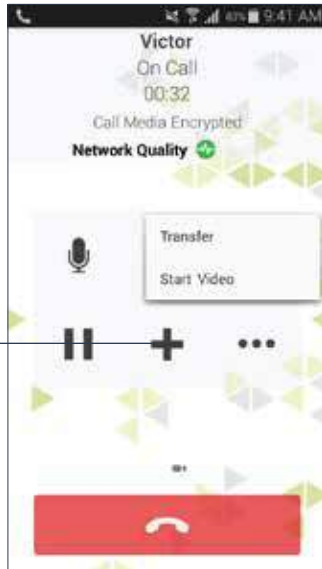 9:41 AM
Victor
On Call
00:32
Call Media Encrypted
Network Quality
Transfer
Start Video